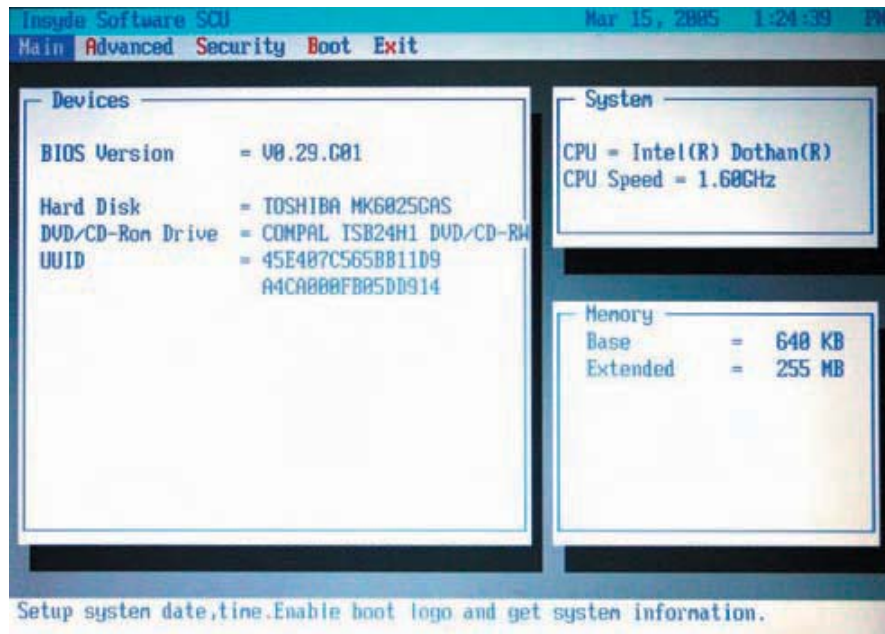 Insyde Software SCU Mar 15, 2005 1:24:39 PM
Main Advanced Security Boot Exit
Devices
BIOS Version = V0.29.G01
Hard Disk = TOSHIBA MK6025GAS
DVD/CD-Rom Drive = COMPAL TSB24H1 DVD/CD-RW
UUID = 45E407C565BB11D9
A4CA000FB05DD914
System
CPU = Intel(R) Dothan(R)
CPU Speed = 1.60GHz
Memory
Base = 640 KB
Extended = 255 MB
Setup system date,time.Enable boot logo and get system information.